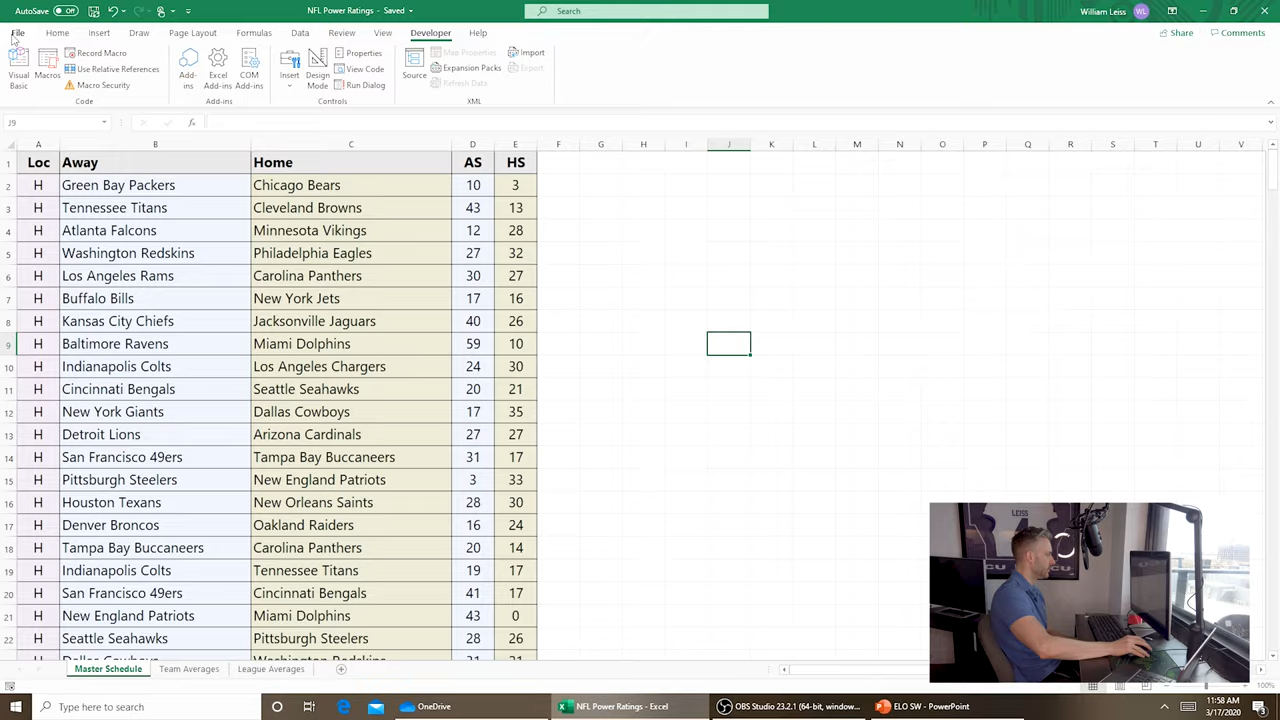 AutoSave Off NFL Power Ratings - Saved Search William Leiss WL
File Home Insert Draw Page Layout Formulas Data Review View Developer Help Share Comments
Visual Basic Macros Record Macro Use Relative References Macro Security Code
Add-ins Excel Add-ins COM Add-ins Add-ins
Insert Design Mode Properties View Code Run Dialog Controls
Source Map Properties Expansion Packs Refresh Data Import Export XML
J9 fx
A B C D E F G H I J K L M N O P Q R S T U V
1 Loc Away Home AS HS
2 H Green Bay Packers Chicago Bears 10 3
3 H Tennessee Titans Cleveland Browns 43 13
4 H Atlanta Falcons Minnesota Vikings 12 28
5 H Washington Redskins Philadelphia Eagles 27 32
6 H Los Angeles Rams Carolina Panthers 30 27
7 H Buffalo Bills New York Jets 17 16
8 H Kansas City Chiefs Jacksonville Jaguars 40 26
9 H Baltimore Ravens Miami Dolphins 59 10
10 H Indianapolis Colts Los Angeles Chargers 24 30
11 H Cincinnati Bengals Seattle Seahawks 20 21
12 H New York Giants Dallas Cowboys 17 35
13 H Detroit Lions Arizona Cardinals 27 27
14 H San Francisco 49ers Tampa Bay Buccaneers 31 17
15 H Pittsburgh Steelers New England Patriots 3 33
16 H Houston Texans New Orleans Saints 28 30
17 H Denver Broncos Oakland Raiders 16 24
18 H Tampa Bay Buccaneers Carolina Panthers 20 14
19 H Indianapolis Colts Tennessee Titans 19 17
20 H San Francisco 49ers Cincinnati Bengals 41 17
21 H New England Patriots Miami Dolphins 43 0
22 H Seattle Seahawks Pittsburgh Steelers 28 26
H Dallas Cowboys Washington Redskins 31 21
LEISS
Master Schedule Team Averages League Averages
100%
Type here to search OneDrive NFL Power Ratings - Excel OBS Studio 23.2.1 (64-bit, window... ELO SW - PowerPoint
11:58 AM
3/17/2020